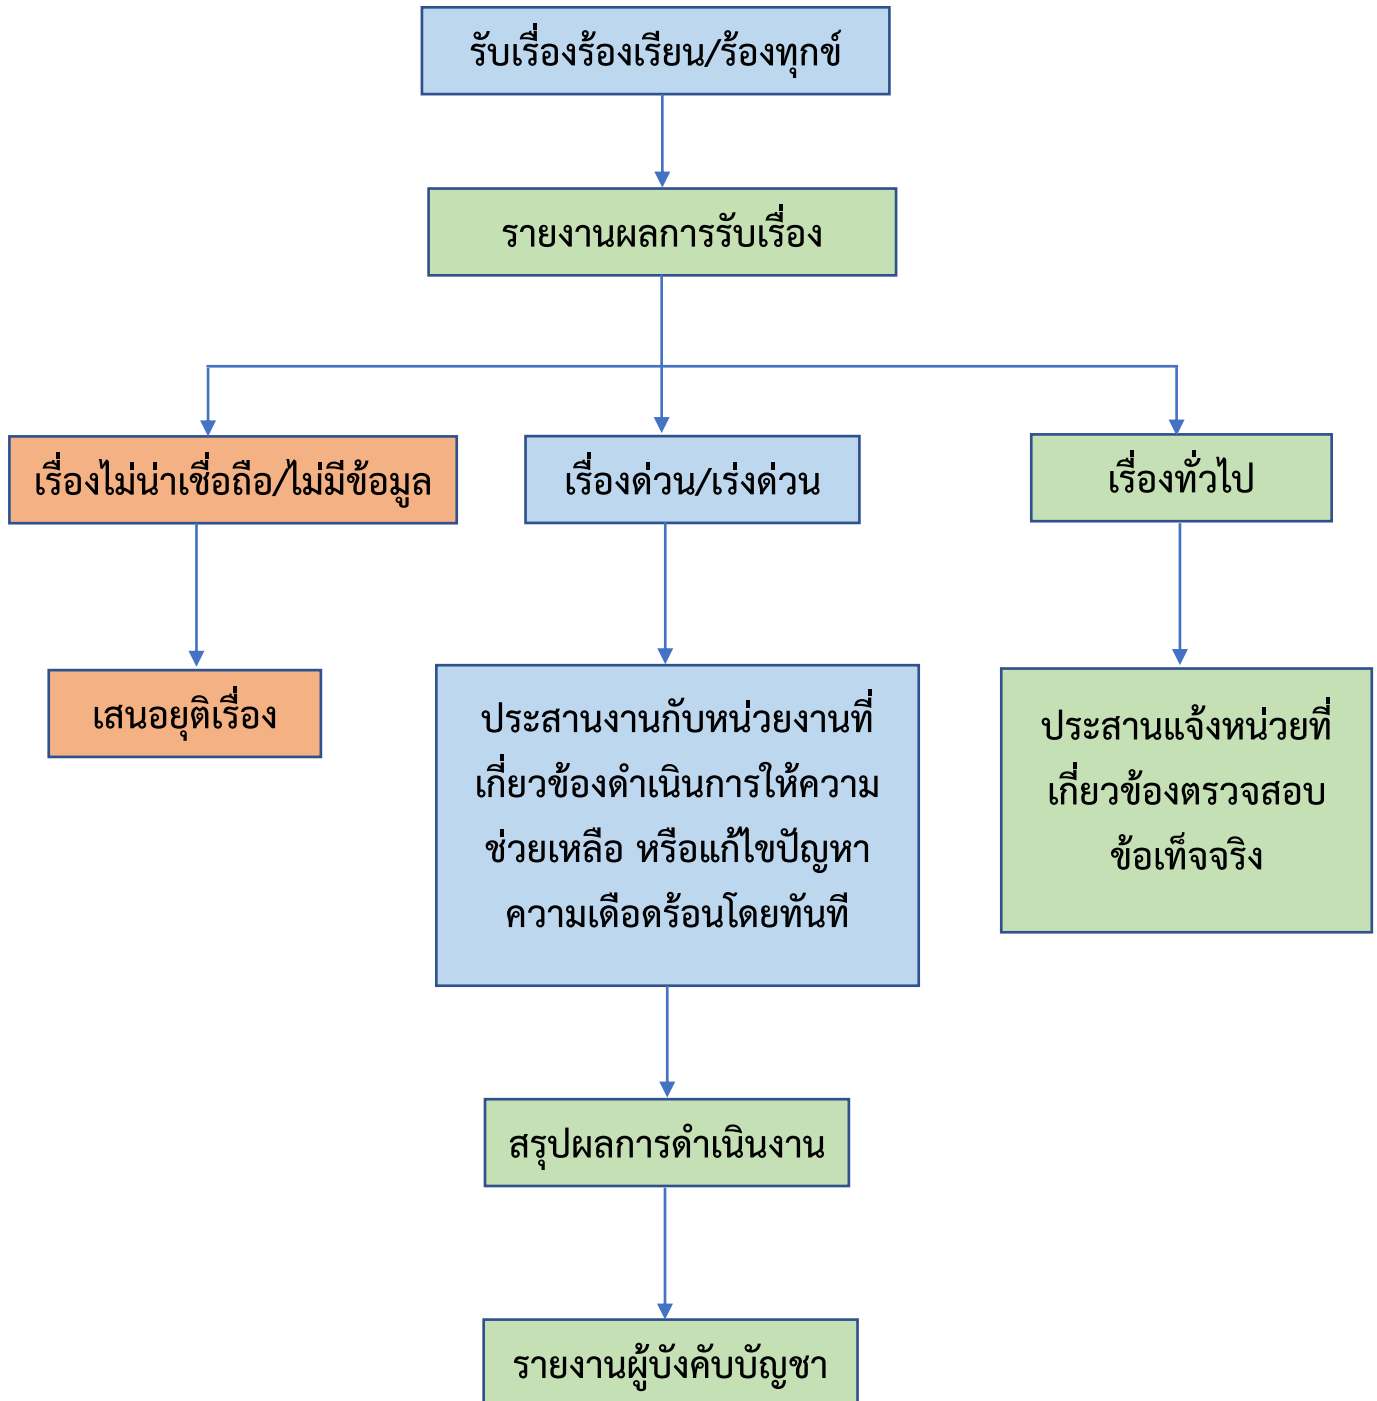 รับเรื่องร้องเรียน/ร้องทุกข์
รายงานผลการรับเรื่อง
เรื่องไม่น่าเชื่อถือ/ไม่มีข้อมูล
เรื่องด่วน/เร่งด่วน
เรื่องทั่วไป
เสนอยุติเรื่อง
ประสานงานกับหน่วยงานที่
เกี่ยวข้องดำเนินการให้ความ
ช่วยเหลือ หรือแก้ไขปัญหา
ความเดือดร้อนโดยทันที
ประสานแจ้งหน่วยที่
เกี่ยวข้องตรวจสอบ
ข้อเท็จจริง
สรุปผลการดำเนินงาน
รายงานผู้บังคับบัญชา